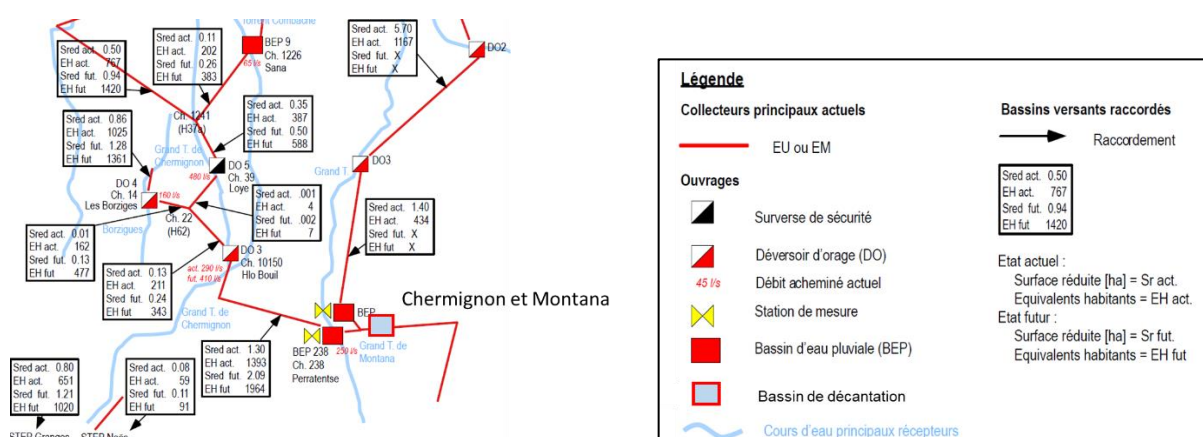 Torrent Combache
Sred act. 0.50
EH act. 767
Sred fut. 0.94
EH fut 1420
Sred act. 0.11
EH act. 202
Sred fut. 0.26
EH fut 383
BEP 9
Ch. 1226
Sana
65 l/s
Sred act. 5.70
EH act. 1167
Sred fut. X
EH fut X
DO2
Sred act. 0.86
EH act. 1025
Sred fut. 1.28
EH fut 1361
Ch. 1241
(H37a)
Sred act. 0.35
EH act. 387
Sred fut. 0.50
EH fut 588
Grand T. de
Chermignon
DO 5
Ch. 39
Loye
480 l/s
Grand T.
DO3
DO 4
Ch. 14
Les Borziges
160 l/s
Ch. 22
(H62)
Borzigues
Sred act. .001
EH act. 4
Sred fut. .002
EH fut 7
Sred act. 1.40
EH act. 434
Sred fut. X
EH fut X
Sred act. 0.01
EH act. 162
Sred fut. 0.13
EH fut 477
DO 3
Ch. 10150
Hlo Bouil
act. 290 l/s
fut. 410 l/s
Sred act. 0.13
EH act. 211
Sred fut. 0.24
EH fut 343
Grand T. de
Chermignon
Chermignon et Montana
BEP
BEP 238
Ch. 238
Perratentse
250 l/s
Grand T. de
Montana
Sred act. 1.30
EH act. 1393
Sred fut. 2.09
EH fut 1964
Sred act. 0.80
EH act. 651
Sred fut. 1.21
EH fut 1020
Sred act. 0.08
EH act. 59
Sred fut. 0.11
EH fut 91
STEP Granges
STEP Noës
Légende
Collecteurs principaux actuels
EU ou EM
Ouvrages
Surverse de sécurité
Déversoir d'orage (DO)
45 l/s
Débit acheminé actuel
Station de mesure
Bassin d'eau pluviale (BEP)
Bassin de décantation
Cours d'eau principaux récepteurs
Bassins versants raccordés
Raccordement
Sred act. 0.50
EH act. 767
Sred fut. 0.94
EH fut 1420
Etat actuel :
Surface réduite [ha] = Sr act.
Equivalents habitants = EH act.
Etat futur :
Surface réduite [ha] = Sr fut.
Equivalents habitants = EH fut